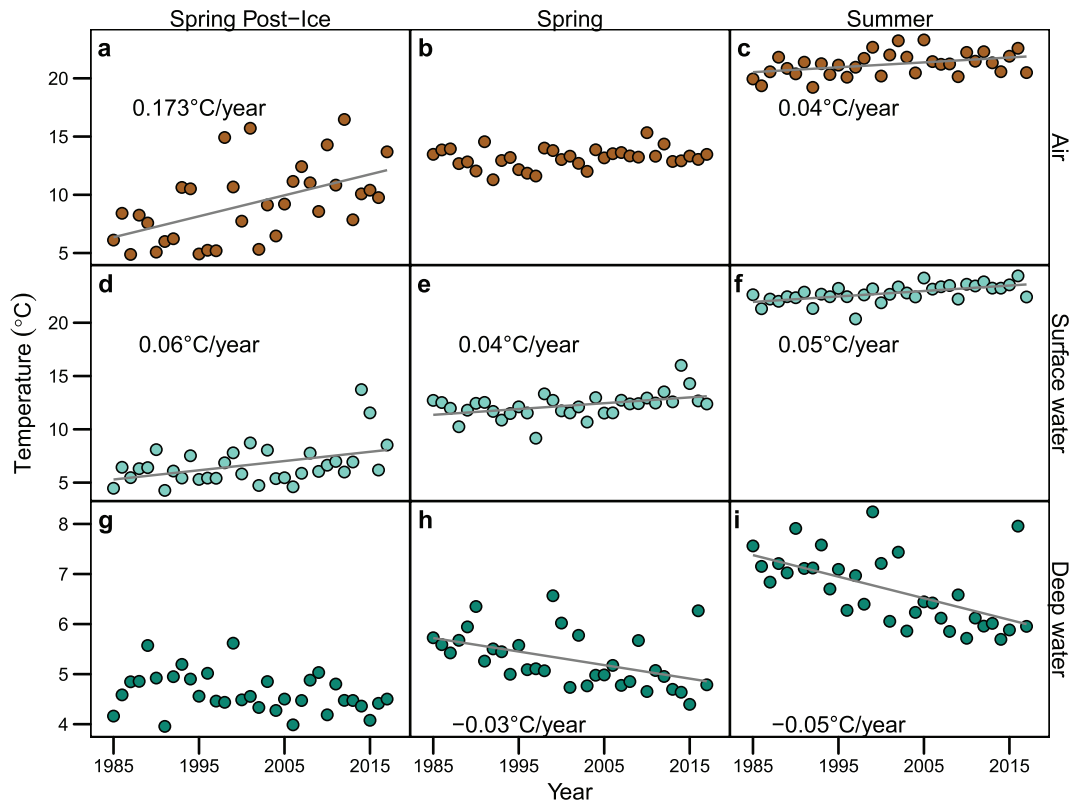 Spring Post−Ice Spring Summer
a b c
20
15
10
5
0.173°C/year 0.04°C/year
Air
d e f
20
15
10
5
0.06°C/year 0.04°C/year 0.05°C/year
Surface water
g h i
8
7
6
5
4
−0.03°C/year −0.05°C/year
Deep water
Temperature (°C)
1985 1995 2005 2015 1985 1995 2005 2015 1985 1995 2005 2015
Year